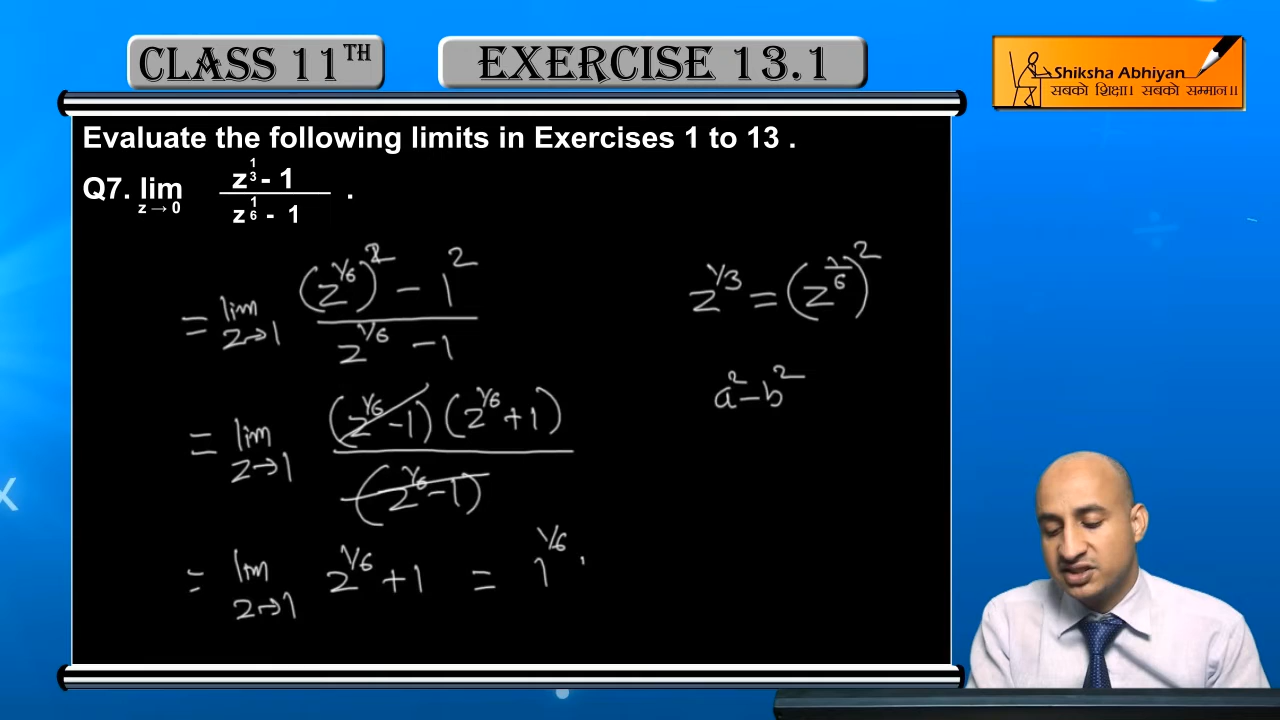 CLASS 11TH
EXERCISE 13.1
Shiksha Abhiyan
सबको शिक्षा। सबको सम्मान।।
Evaluate the following limits in Exercises 1 to 13 .
Q7. lim z→0 (z^(1/3) - 1)/(z^(1/6) - 1) .
= lim z→1 ((z^(1/6))^2 - 1^2)/(z^(1/6) - 1)
z^(1/3) = (z^(1/6))^2
a^2 - b^2
= lim z→1 ((z^(1/6) - 1)(z^(1/6) + 1))/((z^(1/6) - 1))
= lim z→1 z^(1/6) + 1 = 1^(1/6)
x